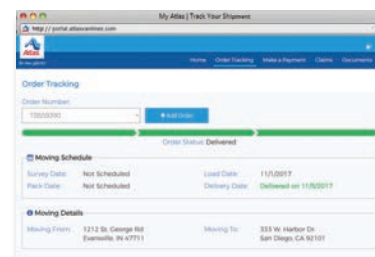 My Atlas | Track Your Shipment
http:// portal.atlasvanlines.com
ATLAS
Home Order Tracking Make a Payment Claims Documents
Order Tracking
Order Number:
Add Order
Order Status: Delivered
Moving Schedule
Survey Date: Not Scheduled Load Date: 11/1/2017
Pack Date: Not Scheduled Delivery Date: Delivered on
Moving Details
Moving From: 1212 St. George Rd Moving To: 333 W. Harbor Dr
Evansville, IN 47711 San Diego, CA 92101